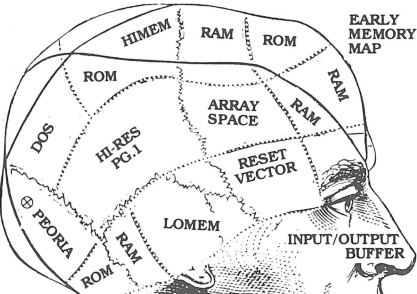 EARLY
MEMORY
MAP
HIMEM
RAM
ROM
ROM
RAM
DOS
HI-RES
PG.1
ARRAY
SPACE
RAM
RESET
VECTOR
PEORIA
LOMEM
RAM
ROM
INPUT/OUTPUT
BUFFER